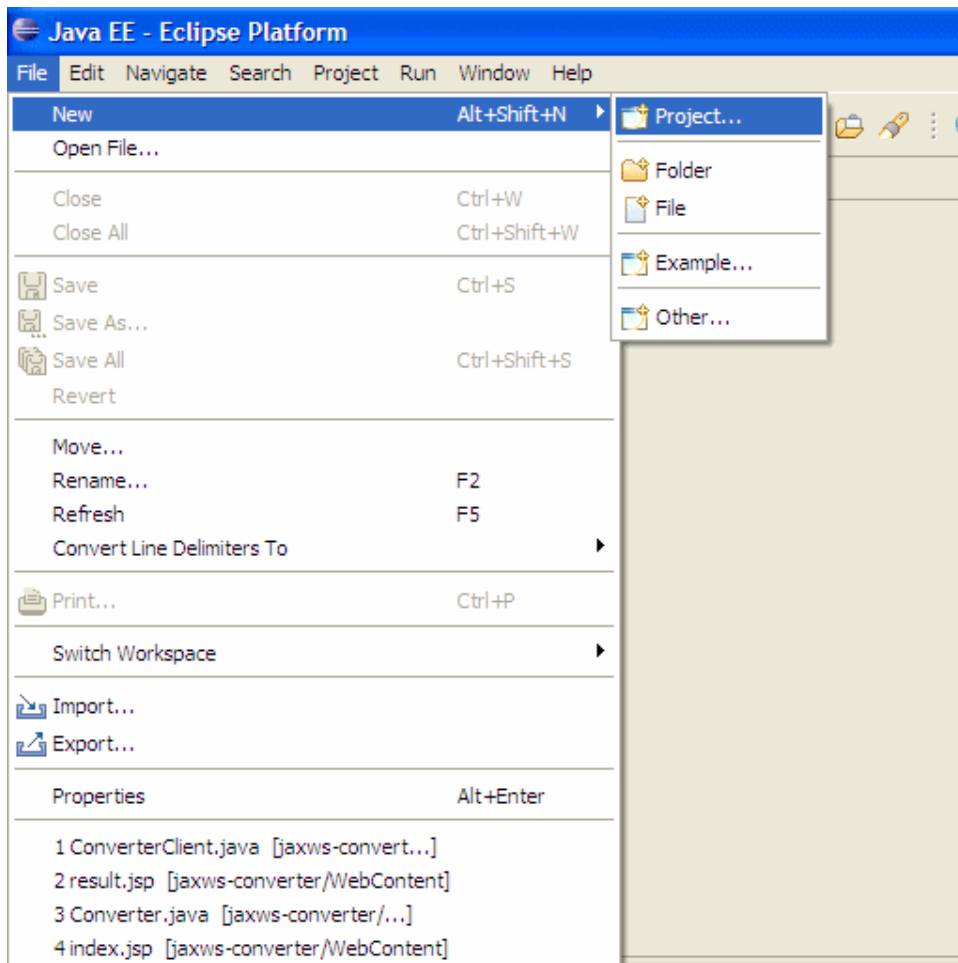 Java EE - Eclipse Platform
File Edit Navigate Search Project Run Window Help
New Alt+Shift+N
Open File...
Close Ctrl+W
Close All Ctrl+Shift+W
Save Ctrl+S
Save As...
Save All Ctrl+Shift+S
Revert
Move...
Rename... F2
Refresh F5
Convert Line Delimiters To
Print... Ctrl+P
Switch Workspace
Import...
Export...
Properties Alt+Enter
1 ConverterClient.java [jaxws-convert...]
2 result.jsp [jaxws-converter/WebContent]
3 Converter.java [jaxws-converter/...]
4 index.jsp [jaxws-converter/WebContent]
Project...
Folder
File
Example...
Other...